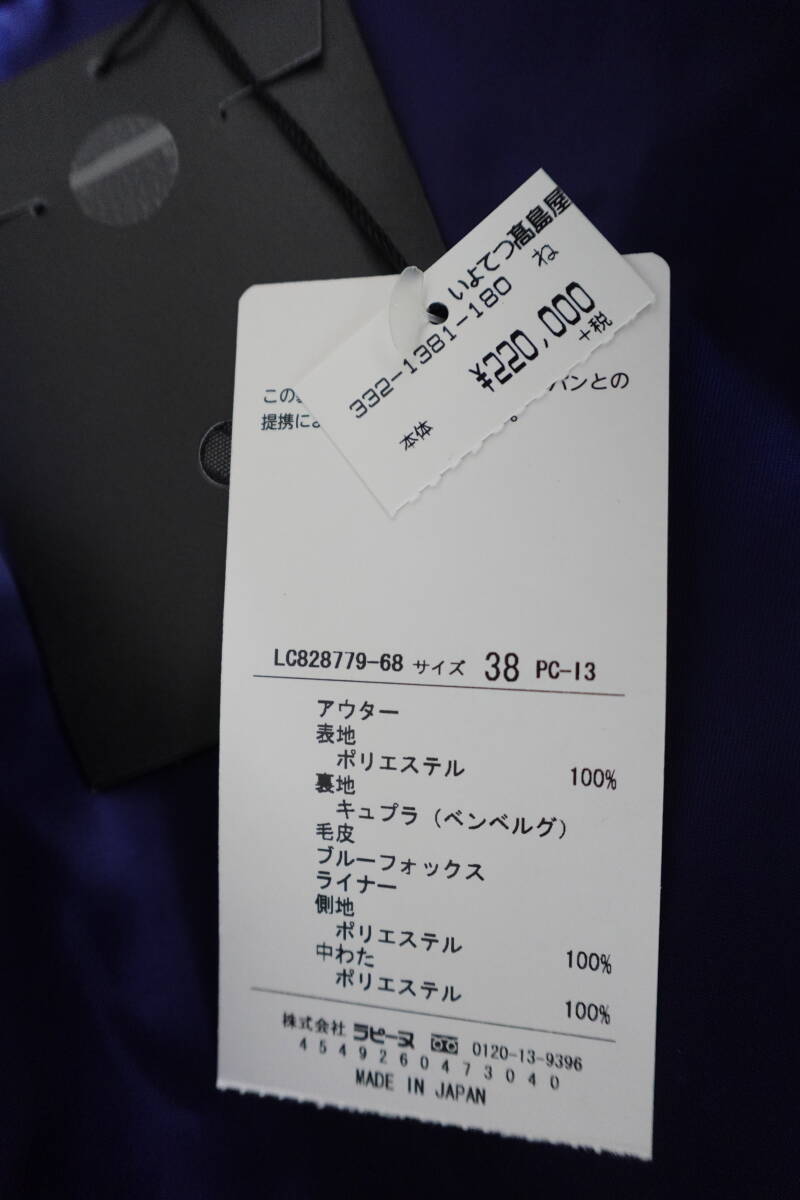 いよてつ髙島屋
332-1381-180 ね
本体 ¥220,000
+税
この
バンとの
提携によ
LC828779-68 サイズ 38 PC-13
アウター
表地
ポリエステル 100%
裏地
キュプラ（ベンベルグ）
毛皮
ブルーフォックス
ライナー
側地
ポリエステル 100%
中わた
ポリエステル 100%
株式会社 ラピーヌ 0120-13-9396
4549260473040
MADE IN JAPAN